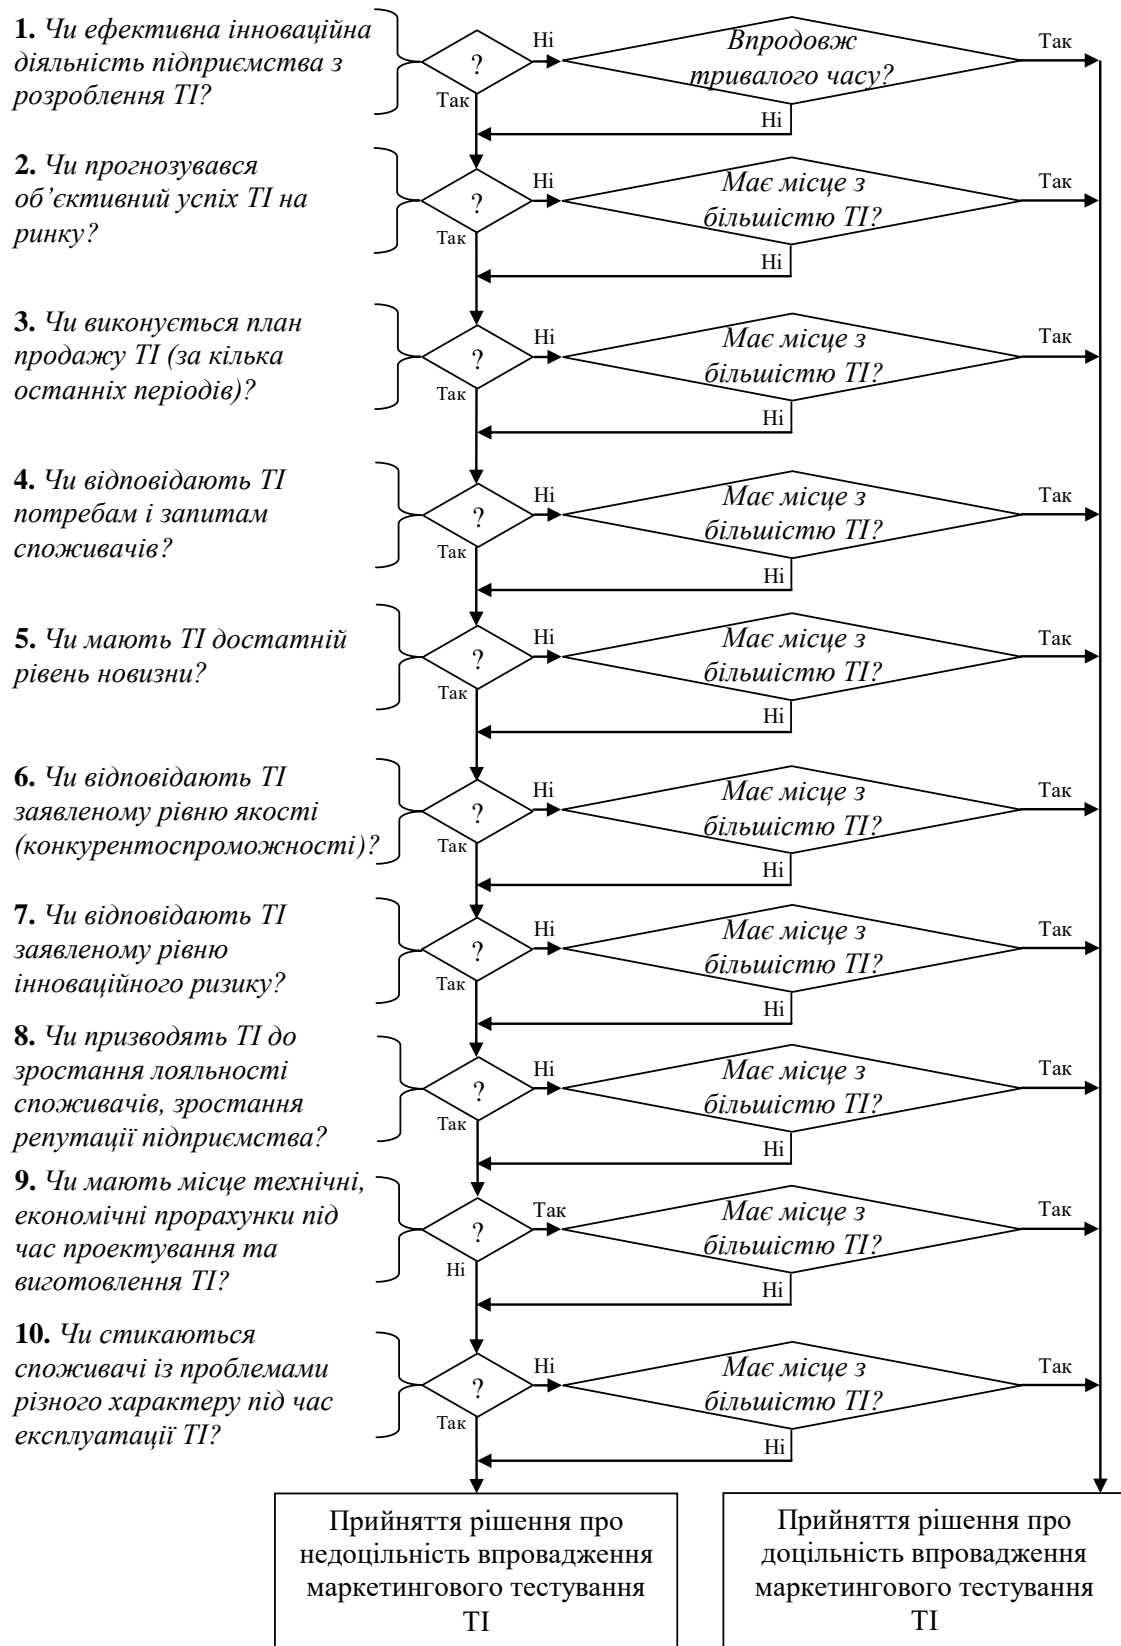 1. Чи ефективна інноваційна
діяльність підприємства з
розроблення ТІ?
?
Ні
Так
Впродовж
тривалого часу?
Так
Ні
2. Чи прогнозувався
об’єктивний успіх ТІ на
ринку?
?
Ні
Так
Має місце з
більшістю ТІ?
Так
Ні
3. Чи виконується план
продажу ТІ (за кілька
останніх періодів)?
?
Ні
Так
Має місце з
більшістю ТІ?
Так
Ні
4. Чи відповідають ТІ
потребам і запитам
споживачів?
?
Ні
Так
Має місце з
більшістю ТІ?
Так
Ні
5. Чи мають ТІ достатній
рівень новизни?
?
Ні
Так
Має місце з
більшістю ТІ?
Так
Ні
6. Чи відповідають ТІ
заявленому рівню якості
(конкурентоспроможності)?
?
Ні
Так
Має місце з
більшістю ТІ?
Так
Ні
7. Чи відповідають ТІ
заявленому рівню
інноваційного ризику?
?
Ні
Так
Має місце з
більшістю ТІ?
Так
Ні
8. Чи призводять ТІ до
зростання лояльності
споживачів, зростання
репутації підприємства?
?
Ні
Так
Має місце з
більшістю ТІ?
Так
Ні
9. Чи мають місце технічні,
економічні прорахунки під
час проектування та
виготовлення ТІ?
?
Так
Ні
Має місце з
більшістю ТІ?
Так
Ні
10. Чи стикаються
споживачі із проблемами
різного характеру під час
експлуатації ТІ?
?
Ні
Так
Має місце з
більшістю ТІ?
Так
Ні
Прийняття рішення про
недоцільність впровадження
маркетингового тестування
ТІ
Прийняття рішення про
доцільність впровадження
маркетингового тестування
ТІ